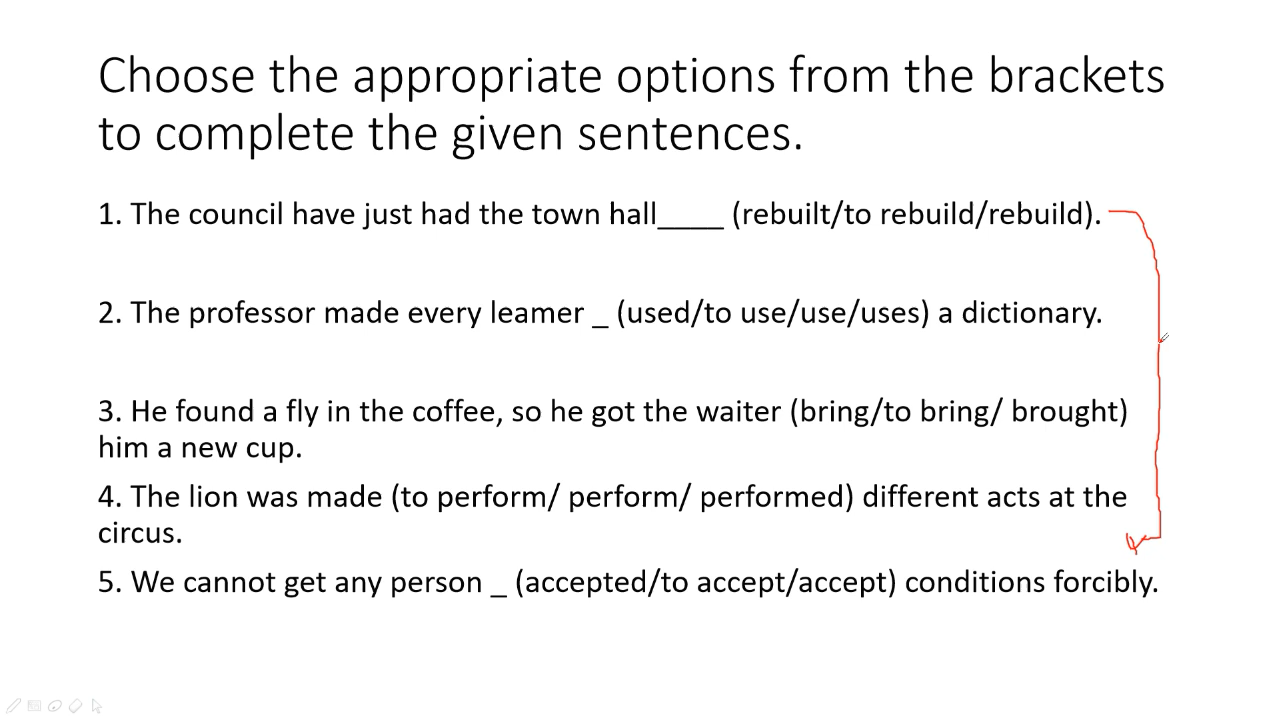 Choose the appropriate options from the brackets
to complete the given sentences.
1. The council have just had the town hall____ (rebuilt/to rebuild/rebuild).
2. The professor made every leamer _ (used/to use/use/uses) a dictionary.
3. He found a fly in the coffee, so he got the waiter (bring/to bring/ brought)
him a new cup.
4. The lion was made (to perform/ perform/ performed) different acts at the
circus.
5. We cannot get any person _ (accepted/to accept/accept) conditions forcibly.